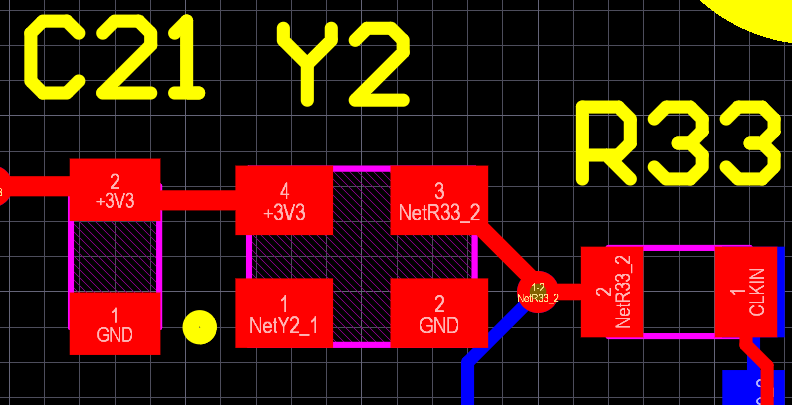 C21
Y2
R33
2
+3V3
1
GND
4
+3V3
3
NetR33_2
1
NetY2_1
2
GND
1-2
NetR33_2
2
NetR33_2
1
CLKIN